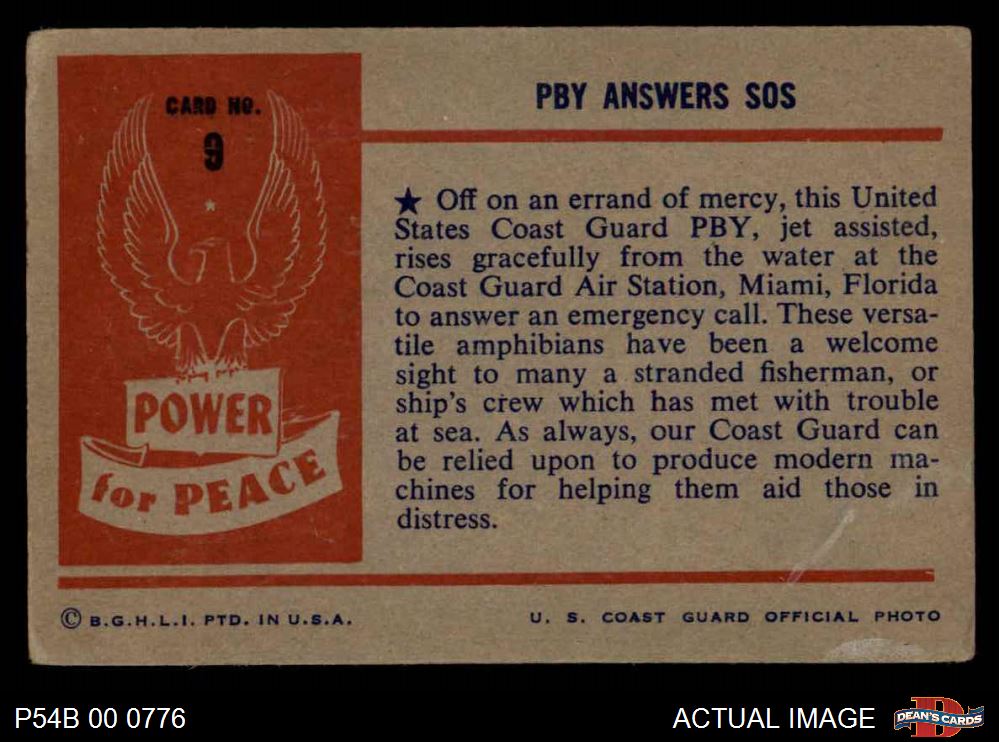 CARD NO.
9
POWER
for PEACE
PBY ANSWERS SOS
★ Off on an errand of mercy, this United
States Coast Guard PBY, jet assisted,
rises gracefully from the water at the
Coast Guard Air Station, Miami, Florida
to answer an emergency call. These versa-
tile amphibians have been a welcome
sight to many a stranded fisherman, or
ship's crew which has met with trouble
at sea. As always, our Coast Guard can
be relied upon to produce modern ma-
chines for helping them aid those in
distress.
© B.G.H.L.I. PTD. IN U.S.A.
U. S. COAST GUARD OFFICIAL PHOTO
P54B 00 0776
ACTUAL IMAGE
DEAN'S CARDS